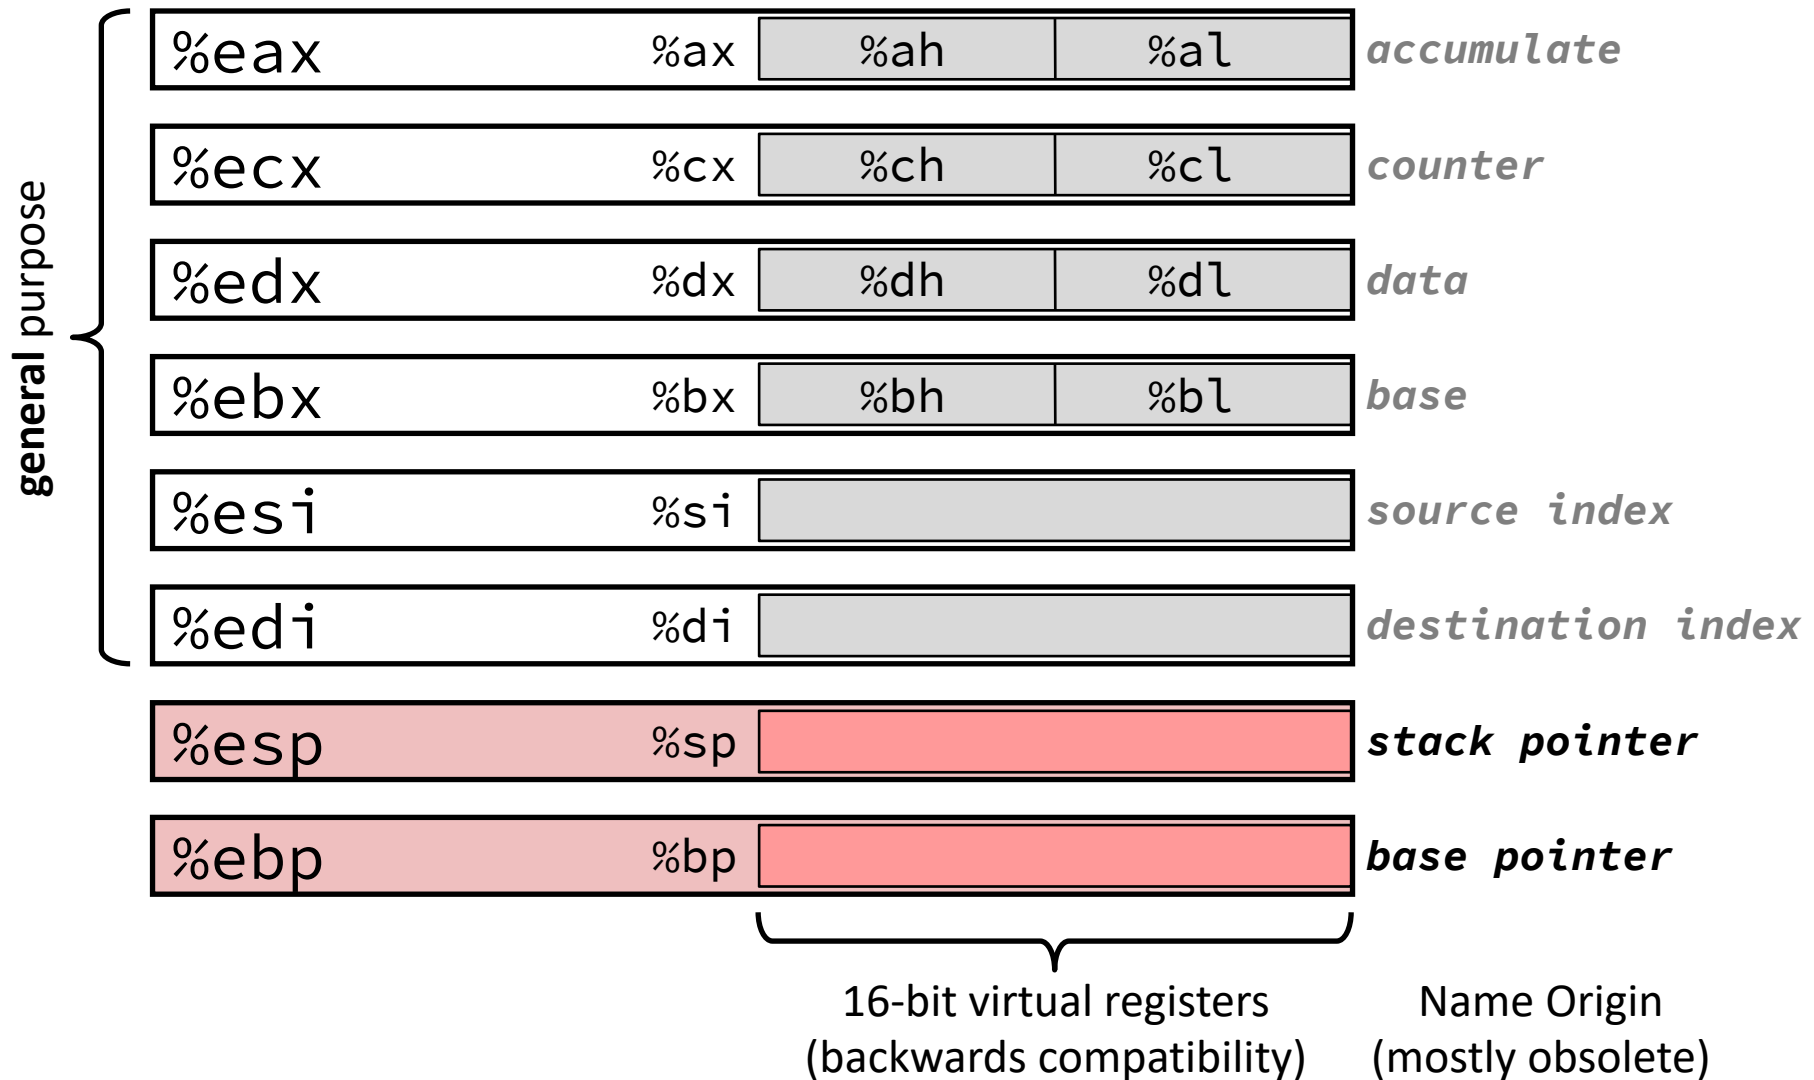 general purpose
%eax %ax %ah %al accumulate
%ecx %cx %ch %cl counter
%edx %dx %dh %dl data
%ebx %bx %bh %bl base
%esi %si source index
%edi %di destination index
%esp %sp stack pointer
%ebp %bp base pointer
16-bit virtual registers Name Origin
(backwards compatibility) (mostly obsolete)